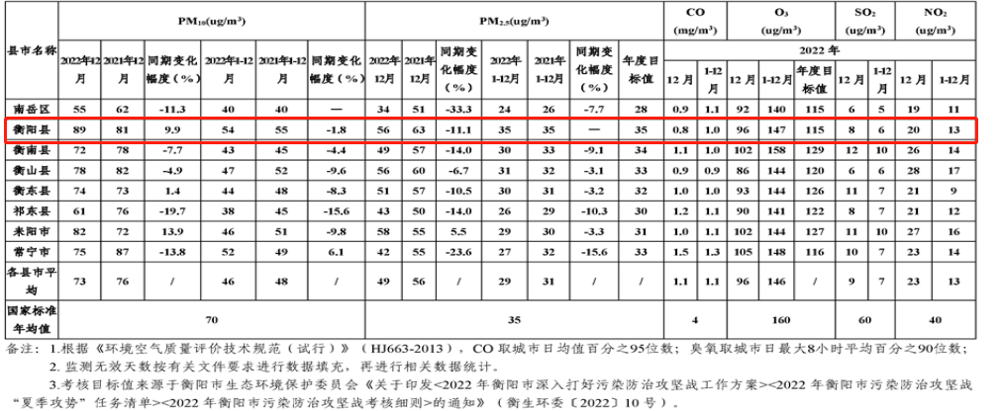 县市名称 PM₁₀(ug/m³) PM₂.₅(ug/m³) CO (mg/m³) O₃ (ug/m³) SO₂ (ug/m³) NO₂ (ug/m³)
2022年12月 2021年12月 同期变化幅度（%） 2022年1-12月 2021年1-12月 同期变化幅度（%） 2022年12月 2021年12月 同期变化幅度（%） 2022年1-12月 2021年1-12月 同期变化幅度（%） 年度目标值 2022 年
12 月 1-12月 12 月 1-12月 年度目标值 12 月 1-12月 12 月 1-12月
南岳区 55 62 -11.3 40 40 — 34 51 -33.3 24 26 -7.7 28 0.9 1.1 92 140 115 6 5 19 11
衡阳县 89 81 9.9 54 55 -1.8 56 63 -11.1 35 35 — 35 0.8 1.0 96 147 115 8 6 20 13
衡南县 72 78 -7.7 43 45 -4.4 49 57 -14.0 30 33 -9.1 34 1.1 1.0 102 158 129 12 10 26 14
衡山县 78 82 -4.9 47 52 -9.6 56 60 -6.7 31 32 -3.1 33 0.9 0.9 86 144 120 6 6 28 17
衡东县 74 73 1.4 44 48 -8.3 51 57 -10.5 30 31 -3.2 32 1.0 1.0 93 144 126 11 7 21 9
祁东县 61 76 -19.7 38 45 -15.6 43 50 -14.0 26 29 -10.3 30 1.2 1.1 90 141 122 8 7 21 12
耒阳市 82 72 13.9 46 51 -9.8 58 55 5.5 29 30 -3.3 31 1.0 1.1 102 144 127 11 10 27 16
常宁市 75 87 -13.8 52 49 6.1 42 55 -23.6 27 32 -15.6 33 1.5 1.3 105 148 116 10 7 23 14
各县市平均 73 76 / 46 48 / 49 56 / 29 31 / / 1.1 1.1 96 146 / 9 7 23 13
国家标准年均值 70 35 4 160 60 40
备注：1.根据《环境空气质量评价技术规范（试行）》（HJ663-2013），CO 取城市日均值百分之95位数；臭氧取城市日最大8小时平均百分之90位数；
2. 监测无效天数按有关文件要求进行数据填充，再进行相关数据统计。
3.考核目标值来源于衡阳市生态环境保护委员会《关于印发<2022 年衡阳市深入打好污染防治攻坚战工作方案><2022 年衡阳市污染防治攻坚战
“夏季攻势”任务清单><2022 年衡阳市污染防治攻坚战考核细则>的通知》（衡生环委〔2022〕10 号）。